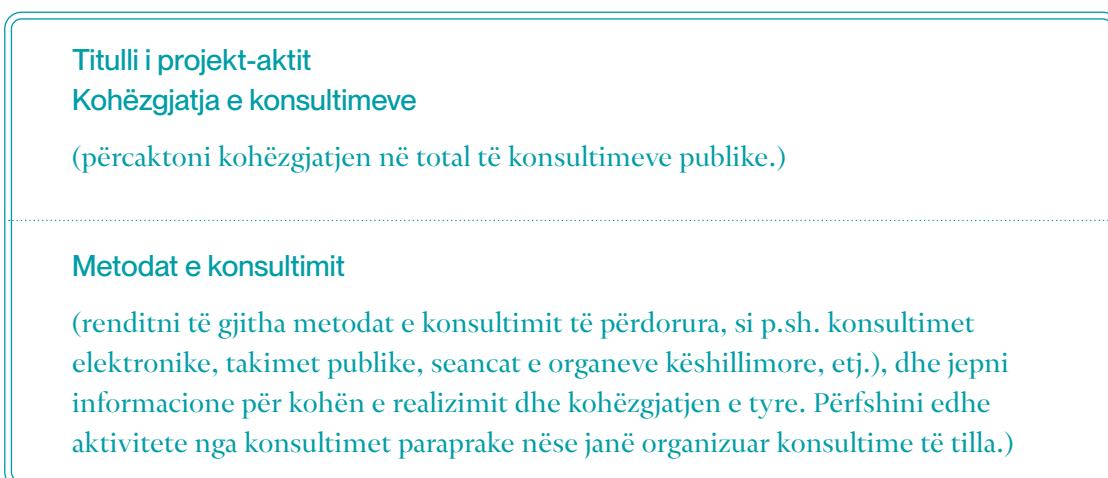 Titulli i projekt-aktit
Kohëzgjatja e konsultimeve
(përcaktoni kohëzgjatjen në total të konsultimeve publike.)
Metodat e konsultimit
(renditni të gjitha metodat e konsultimit të përdorura, si p.sh. konsultimet
elektronike, takimet publike, seancat e organeve këshillimore, etj.), dhe jepni
informacione për kohën e realizimit dhe kohëzgjatjen e tyre. Përfshini edhe
aktivitete nga konsultimet paraprake nëse janë organizuar konsultime të tilla.)